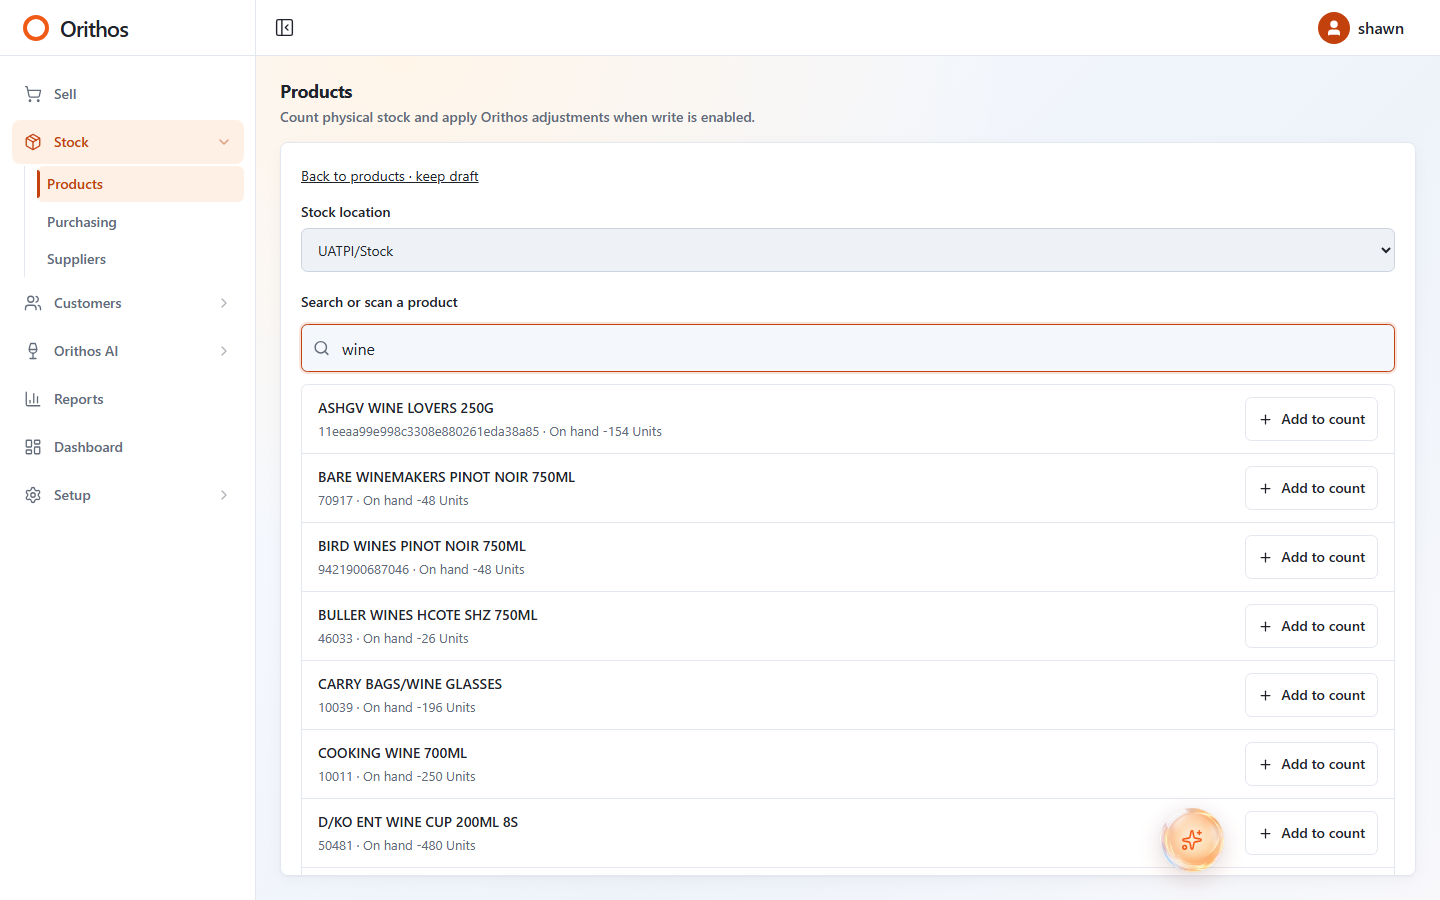 Orithos
shawn
Sell
Stock
Products
Purchasing
Suppliers
Customers
Orithos AI
Reports
Dashboard
Setup
Products
Count physical stock and apply Orithos adjustments when write is enabled.
Back to products · keep draft
Stock location
UATPI/Stock
Search or scan a product
wine
ASHGV WINE LOVERS 250G
11eeaa99e998c3308e880261eda38a85 · On hand -154 Units
+ Add to count
BARE WINEMAKERS PINOT NOIR 750ML
70917 · On hand -48 Units
+ Add to count
BIRD WINES PINOT NOIR 750ML
9421900687046 · On hand -48 Units
+ Add to count
BULLER WINES HCOTE SHZ 750ML
46033 · On hand -26 Units
+ Add to count
CARRY BAGS/WINE GLASSES
10039 · On hand -196 Units
+ Add to count
COOKING WINE 700ML
10011 · On hand -250 Units
+ Add to count
D/KO ENT WINE CUP 200ML 8S
50481 · On hand -480 Units
+ Add to count